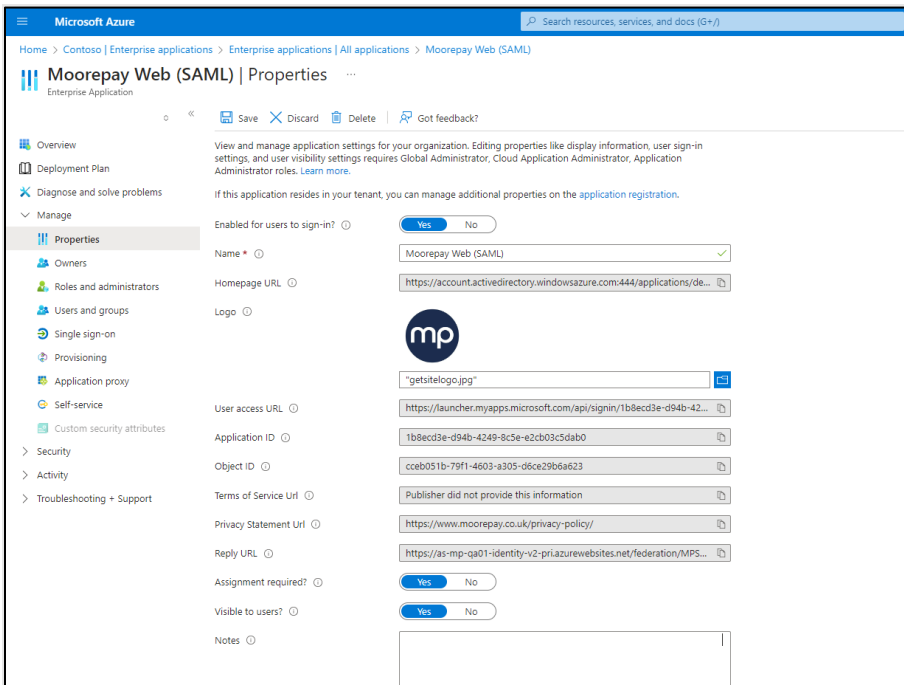 Microsoft Azure
Search resources, services, and docs (G+/)
Home > Contoso | Enterprise applications > Enterprise applications | All applications > Moorepay Web (SAML)
Moorepay Web (SAML) | Properties ...
Enterprise Application
Save Discard Delete Got feedback?
Overview
Deployment Plan
Diagnose and solve problems
Manage
Properties
Owners
Roles and administrators
Users and groups
Single sign-on
Provisioning
Application proxy
Self-service
Custom security attributes
Security
Activity
Troubleshooting + Support
View and manage application settings for your organization. Editing properties like display information, user sign-in
settings, and user visibility settings requires Global Administrator, Cloud Application Administrator, Application
Administrator roles. Learn more.
If this application resides in your tenant, you can manage additional properties on the application registration.
Enabled for users to sign-in? Yes No
Name * Moorepay Web (SAML)
Homepage URL https://account.activedirectory.windowsazure.com:444/applications/de...
Logo
mp
"getsitelogo.jpg"
User access URL https://launcher.myapps.microsoft.com/api/signin/1b8ecd3e-d94b-42...
Application ID 1b8ecd3e-d94b-4249-8c5e-e2cb03c5dab0
Object ID cceb051b-79f1-4603-a305-d6ce29b6a623
Terms of Service Url Publisher did not provide this information
Privacy Statement Url https://www.moorepay.co.uk/privacy-policy/
Reply URL https://as-mp-qa01-identity-v2-pri.azurewebsites.net/federation/MPS...
Assignment required? Yes No
Visible to users? Yes No
Notes